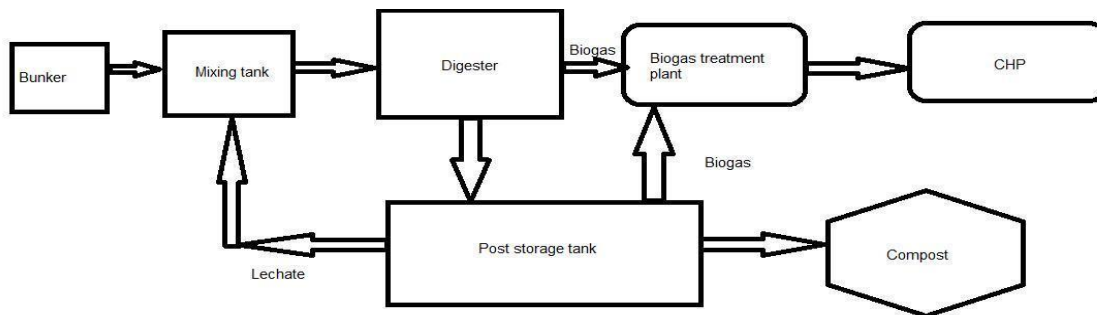 Bunker
Mixing tank
Digester
Biogas
Biogas treatment
plant
CHP
Biogas
Post storage tank
Compost
Lechate